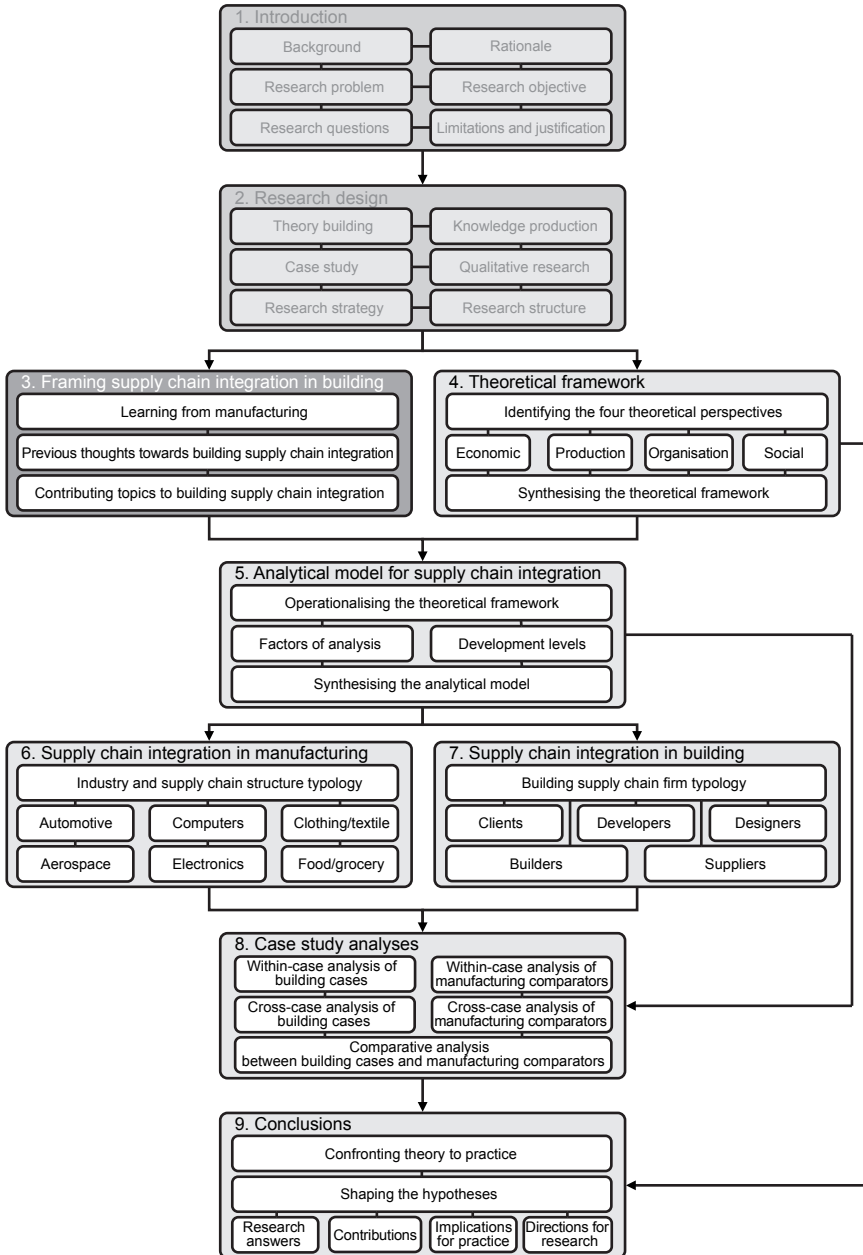 1. Introduction
Background
Rationale
Research problem
Research objective
Research questions
Limitations and justification
2. Research design
Theory building
Knowledge production
Case study
Qualitative research
Research strategy
Research structure
3. Framing supply chain integration in building
Learning from manufacturing
Previous thoughts towards building supply chain integration
Contributing topics to building supply chain integration
4. Theoretical framework
Identifying the four theoretical perspectives
Economic
Production
Organisation
Social
Synthesising the theoretical framework
5. Analytical model for supply chain integration
Operationalising the theoretical framework
Factors of analysis
Development levels
Synthesising the analytical model
6. Supply chain integration in manufacturing
Industry and supply chain structure typology
Automotive
Computers
Clothing/textile
Aerospace
Electronics
Food/grocery
7. Supply chain integration in building
Building supply chain firm typology
Clients
Developers
Designers
Builders
Suppliers
8. Case study analyses
Within-case analysis of
building cases
Within-case analysis of
manufacturing comparators
Cross-case analysis of
building cases
Cross-case analysis of
manufacturing comparators
Comparative analysis
between building cases and manufacturing comparators
9. Conclusions
Confronting theory to practice
Shaping the hypotheses
Research
answers
Contributions
Implications
for practice
Directions for
research